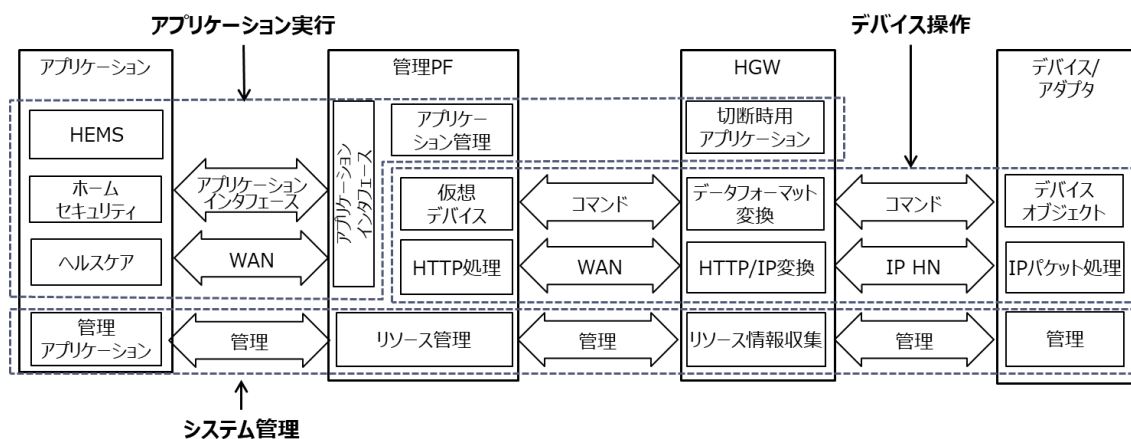 アプリケーション実行
デバイス操作
アプリケーション
管理PF
HGW
デバイス/
アダプタ
HEMS
アプリケーション
インタフェース
アプリケー
ション管理
切断時用
アプリケーション
ホーム
セキュリティ
アプリケーション
インタフェース
仮想
デバイス
コマンド
データフォーマット
変換
コマンド
デバイス
オブジェクト
ヘルスケア
WAN
HTTP処理
WAN
HTTP/IP変換
IP HN
IPパケット処理
管理
アプリケーション
管理
リソース管理
管理
リソース情報収集
管理
管理
システム管理